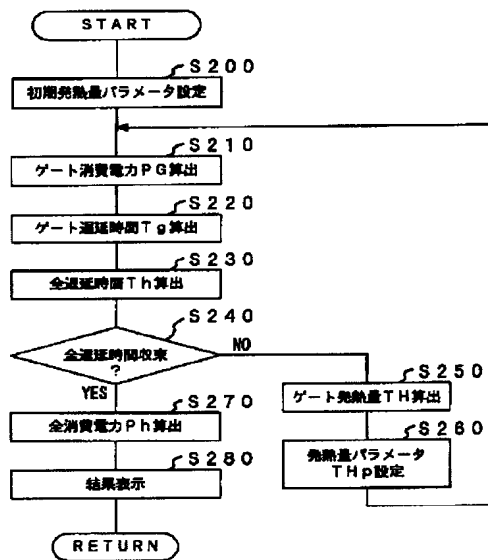 START
S200
初期発熱量パラメータ設定
S210
ゲート消費電力PG算出
S220
ゲート遅延時間Tg算出
S230
全遅延時間Th算出
S240
全遅延時間収束
?
NO
YES
S250
ゲート発熱量TH算出
S260
発熱量パラメータ
THp設定
S270
全消費電力Ph算出
S280
結果表示
RETURN